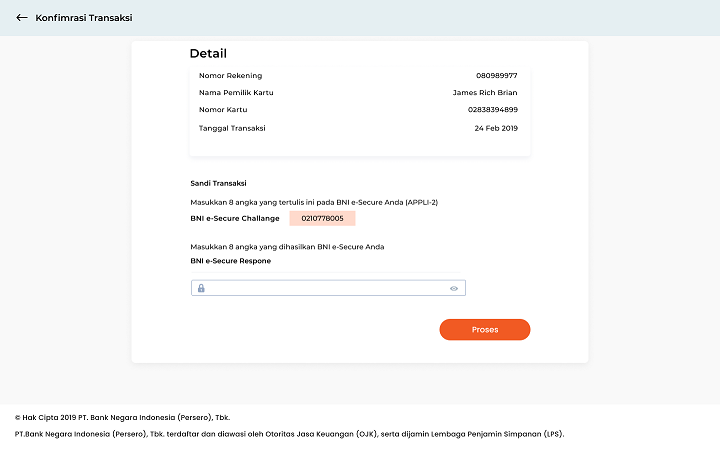 Konfimrasi Transaksi
Detail
Nomor Rekening 080989977
Nama Pemilik Kartu James Rich Brian
Nomor Kartu 02838394899
Tanggal Transaksi 24 Feb 2019
Sandi Transaksi
Masukkan 8 angka yang tertulis ini pada BNI e-Secure Anda (APPLI-2)
BNI e-Secure Challange 0210778005
Masukkan 8 angka yang dihasilkan BNI e-Secure Anda
BNI e-Secure Respone
Proses
© Hak Cipta 2019 PT. Bank Negara Indonesia (Persero), Tbk.
PT.Bank Negara Indonesia (Persero), Tbk. terdaftar dan diawasi oleh Otoritas Jasa Keuangan (OJK), serta dijamin Lembaga Penjamin Simpanan (LPS).